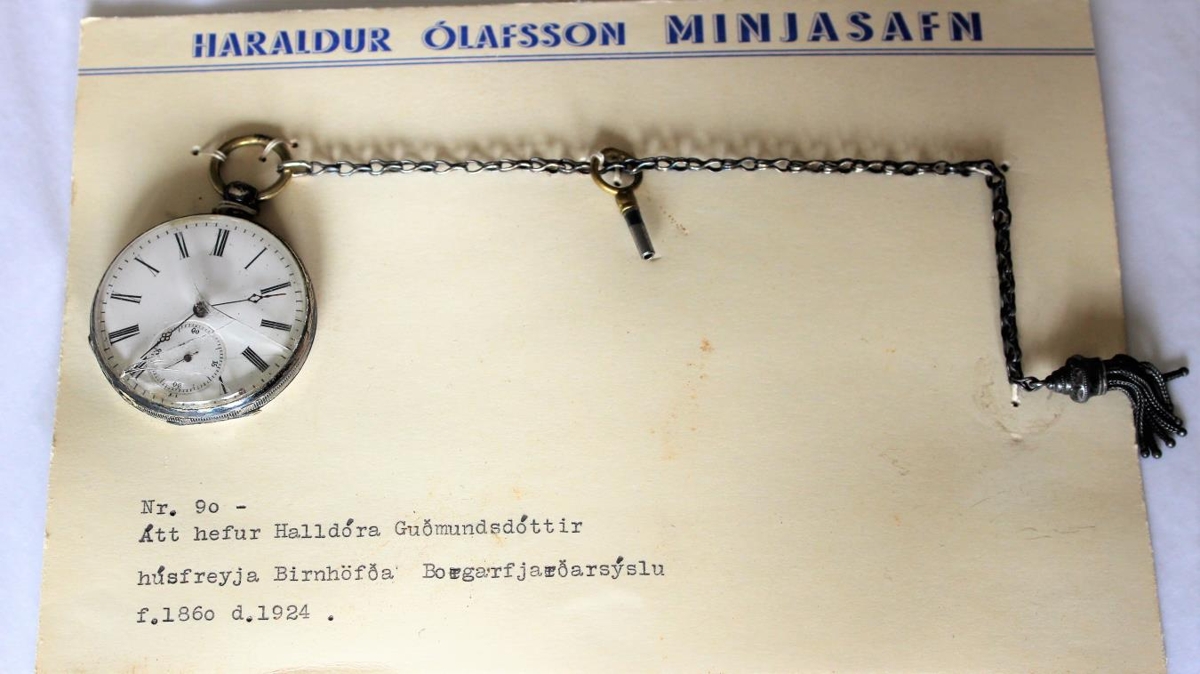 HARALDUR ÓLAFSSON MINJASAFN
Nr. 9o -
Átt hefur Halldóra Guðmundsdóttir
húsfreyja Birnhöfða Borgarfjarðarsýslu
f.186o d.1924 .